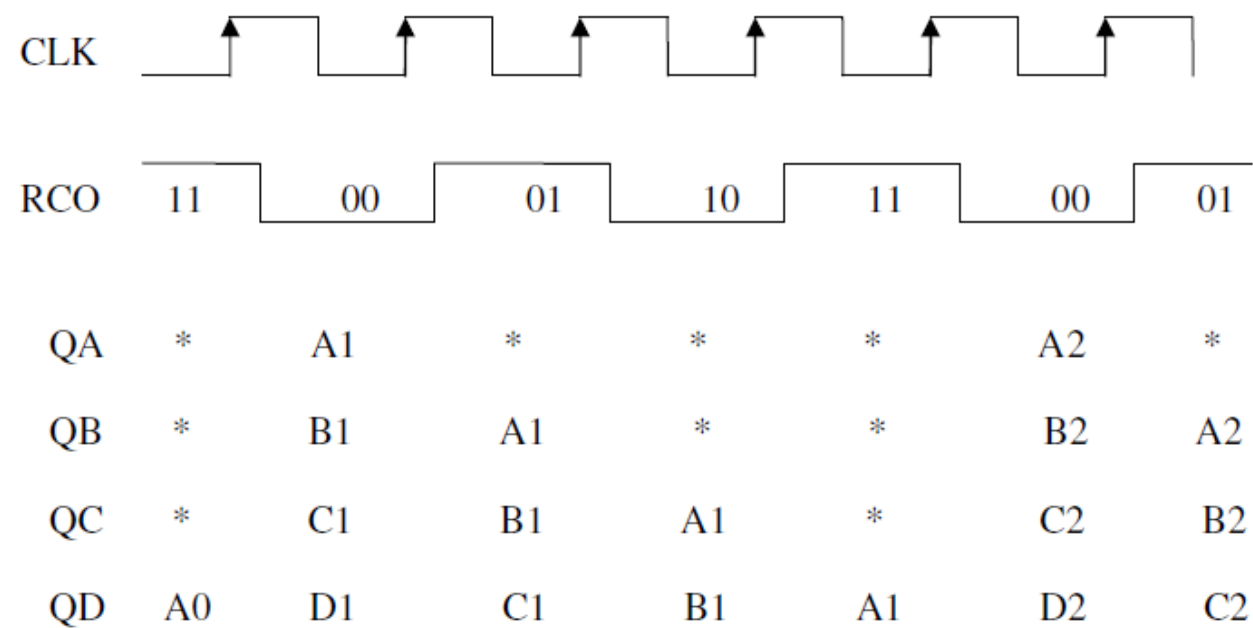 CLK
RCO 11 00 01 10 11 00 01
QA * A1 * * * A2 *
QB * B1 A1 * * B2 A2
QC * C1 B1 A1 * C2 B2
QD A0 D1 C1 B1 A1 D2 C2